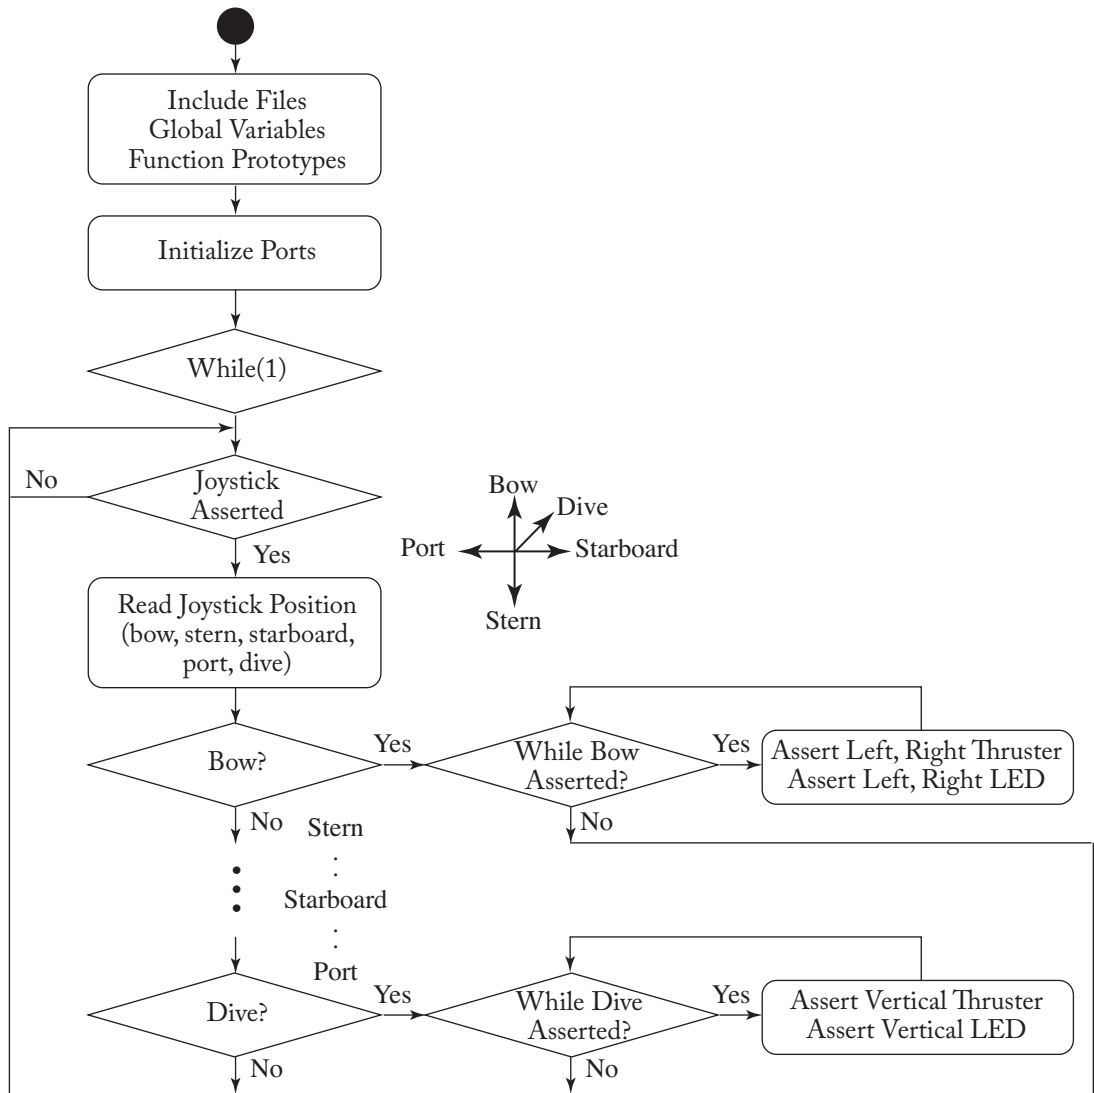 Include Files
Global Variables
Function Prototypes
Initialize Ports
While(1)
No
Joystick
Asserted
Yes
Bow
Dive
Port
Starboard
Stern
Read Joystick Position
(bow, stern, starboard,
port, dive)
Bow?
Yes
While Bow
Asserted?
Yes
Assert Left, Right Thruster
Assert Left, Right LED
No
No
Stern
Starboard
Port
Dive?
Yes
While Dive
Asserted?
Yes
Assert Vertical Thruster
Assert Vertical LED
No
No